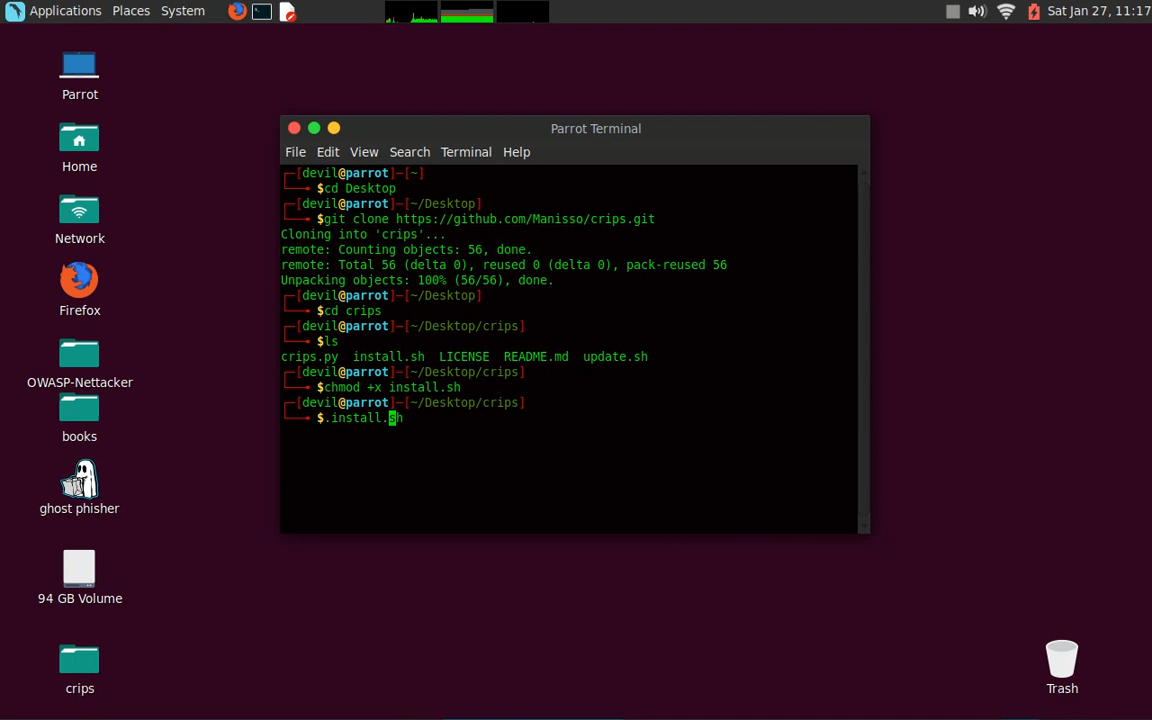 Applications Places System Sat Jan 27, 11:17
Parrot
Home
Network
Firefox
OWASP-Nettacker
books
ghost phisher
94 GB Volume
crips
Parrot Terminal
File Edit View Search Terminal Help
┌─[devil@parrot]─[~]
└──╼ $cd Desktop
┌─[devil@parrot]─[~/Desktop]
└──╼ $git clone https://github.com/Manisso/crips.git
Cloning into 'crips'...
remote: Counting objects: 56, done.
remote: Total 56 (delta 0), reused 0 (delta 0), pack-reused 56
Unpacking objects: 100% (56/56), done.
┌─[devil@parrot]─[~/Desktop]
└──╼ $cd crips
┌─[devil@parrot]─[~/Desktop/crips]
└──╼ $ls
crips.py install.sh LICENSE README.md update.sh
┌─[devil@parrot]─[~/Desktop/crips]
└──╼ $chmod +x install.sh
┌─[devil@parrot]─[~/Desktop/crips]
└──╼ $.install.sh
Trash